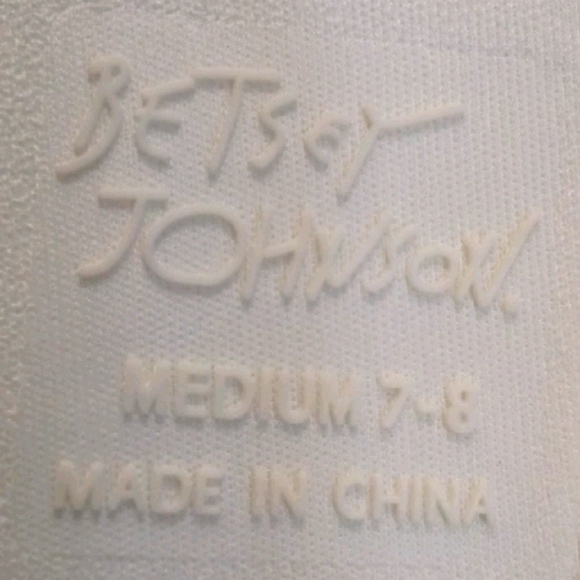 BETSEY
JOHNSON.
MEDIUM 7-8
MADE IN CHINA